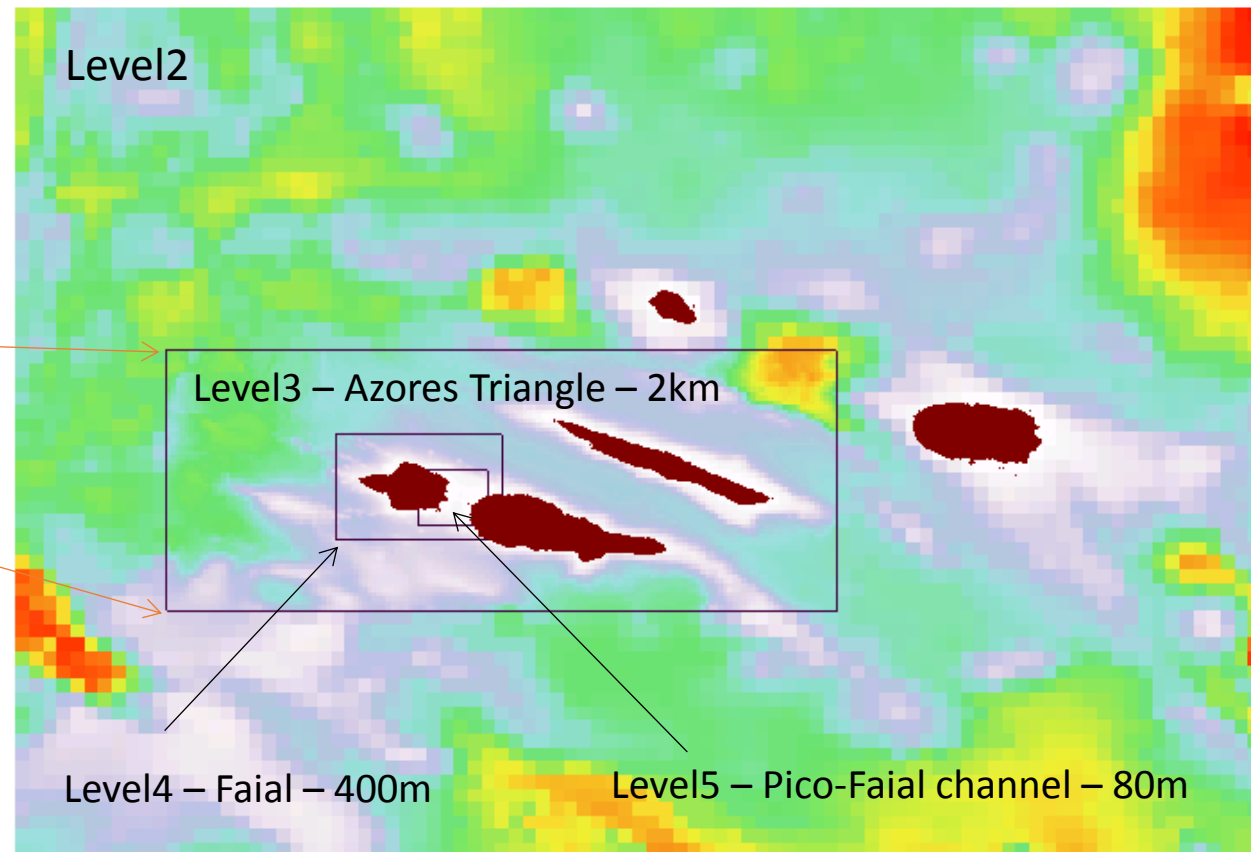 Level2
Level3 – Azores Triangle – 2km
Level4 – Faial – 400m
Level5 – Pico-Faial channel – 80m